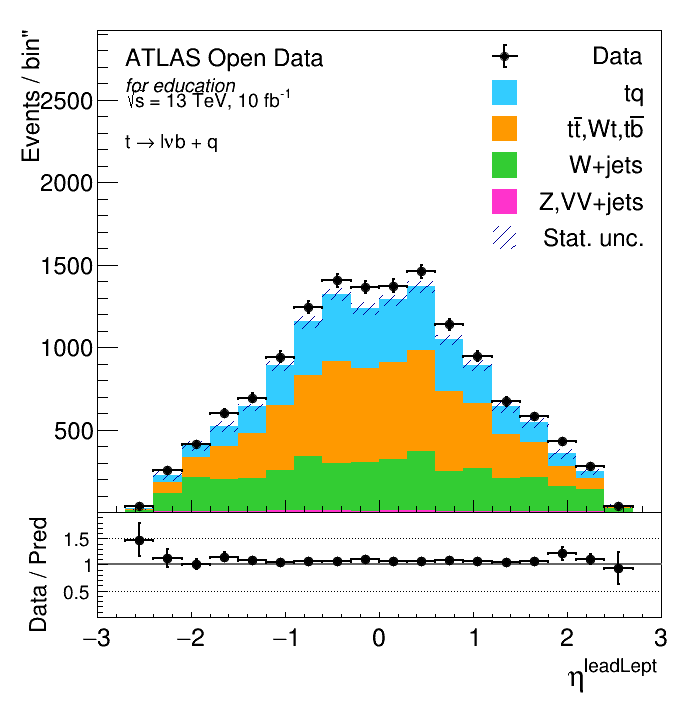 Events / bin"
2500
2000
1500
1000
500
ATLAS Open Data
for education
√s = 13 TeV, 10 fb⁻¹
t → lνb + q
Data
tq
tt̅,Wt,tb̅
W+jets
Z,VV+jets
Stat. unc.
Data / Pred
1.5
1
0.5
−3 −2 −1 0 1 2 3
η^leadLept